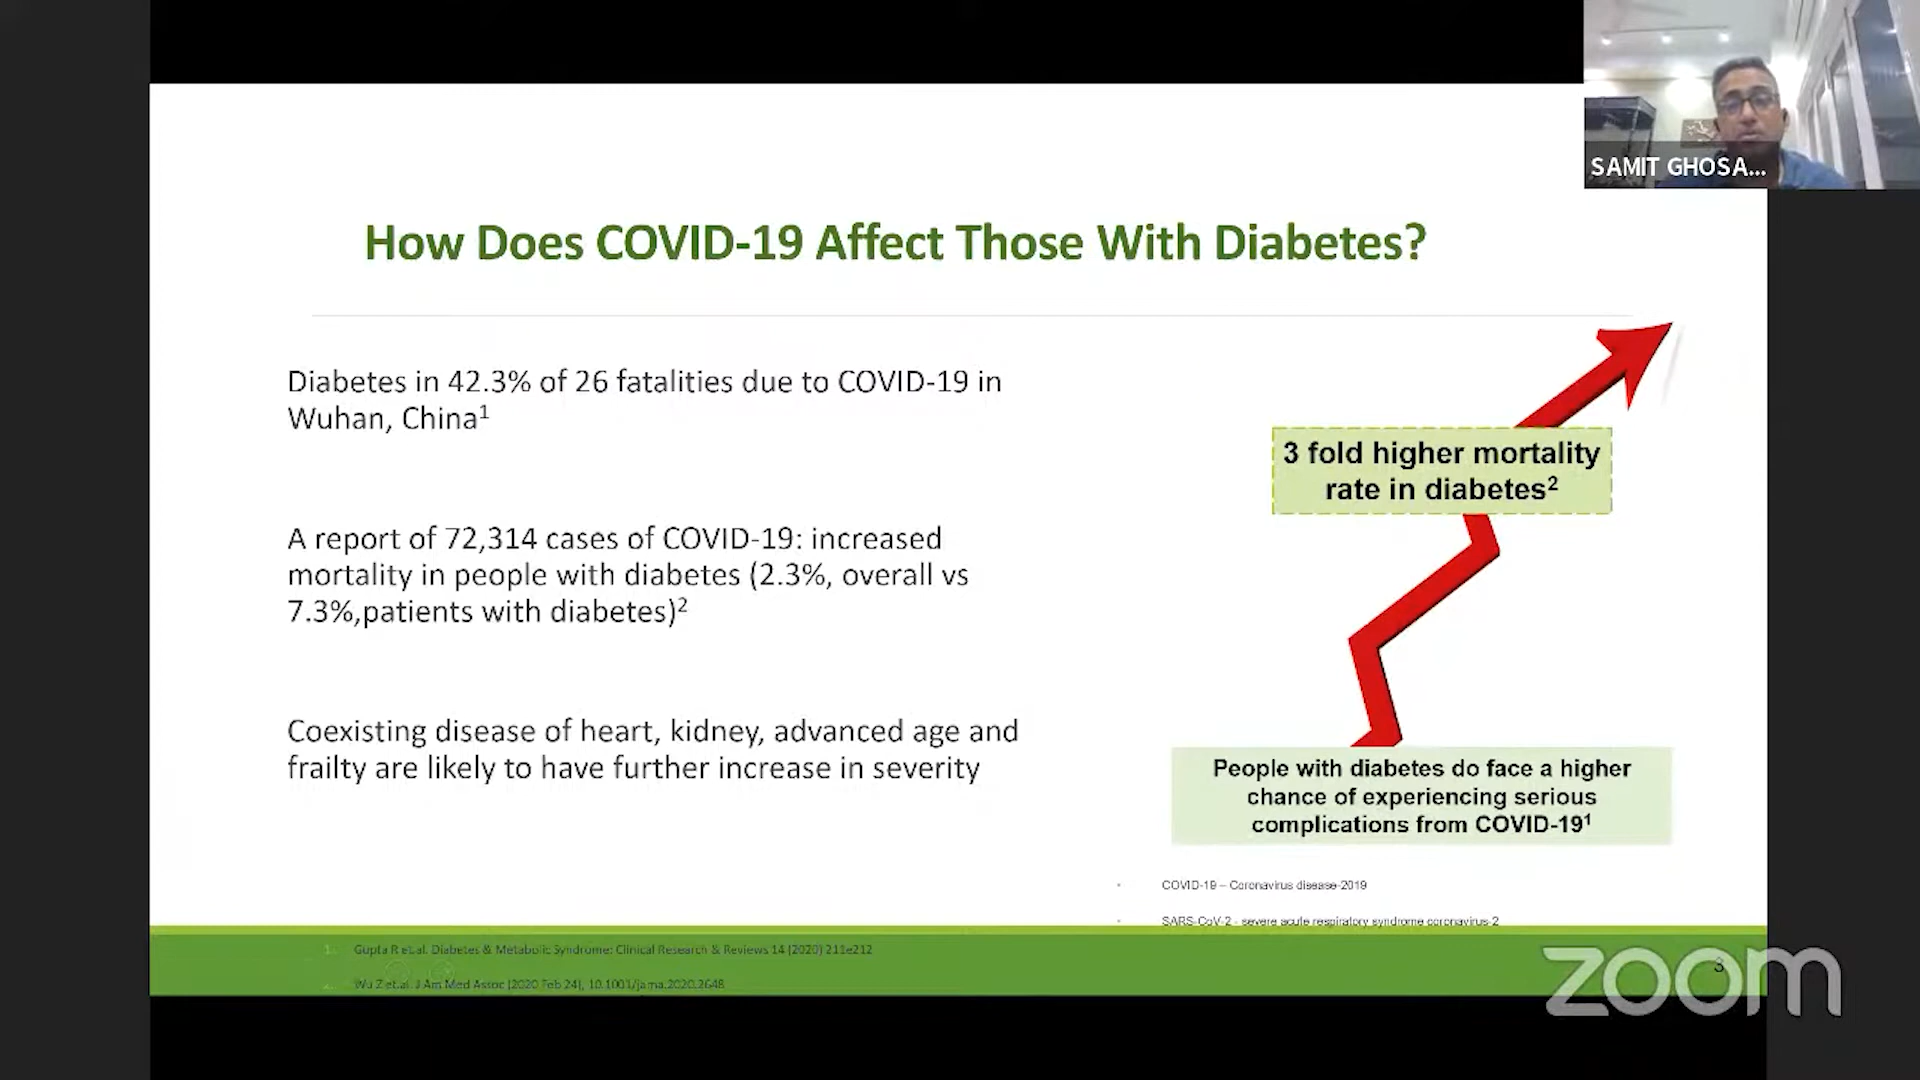 SAMIT GHOSA...
How Does COVID-19 Affect Those With Diabetes?
Diabetes in 42.3% of 26 fatalities due to COVID-19 in
Wuhan, China¹
A report of 72,314 cases of COVID-19: increased
mortality in people with diabetes (2.3%, overall vs
7.3%,patients with diabetes)²
Coexisting disease of heart, kidney, advanced age and
frailty are likely to have further increase in severity
3 fold higher mortality
rate in diabetes²
People with diabetes do face a higher
chance of experiencing serious
complications from COVID-19¹
• COVID-19 – Coronavirus disease-2019
• SARS-CoV-2 - severe acute respiratory syndrome coronavirus-2
1. Gupta R et.al. Diabetes & Metabolic Syndrome: Clinical Research & Reviews 14 (2020) 211e212
2. Wu Z et.al. J Am Med Assoc (2020 Feb 24), 10.1001/jama.2020.2648
3
zoom